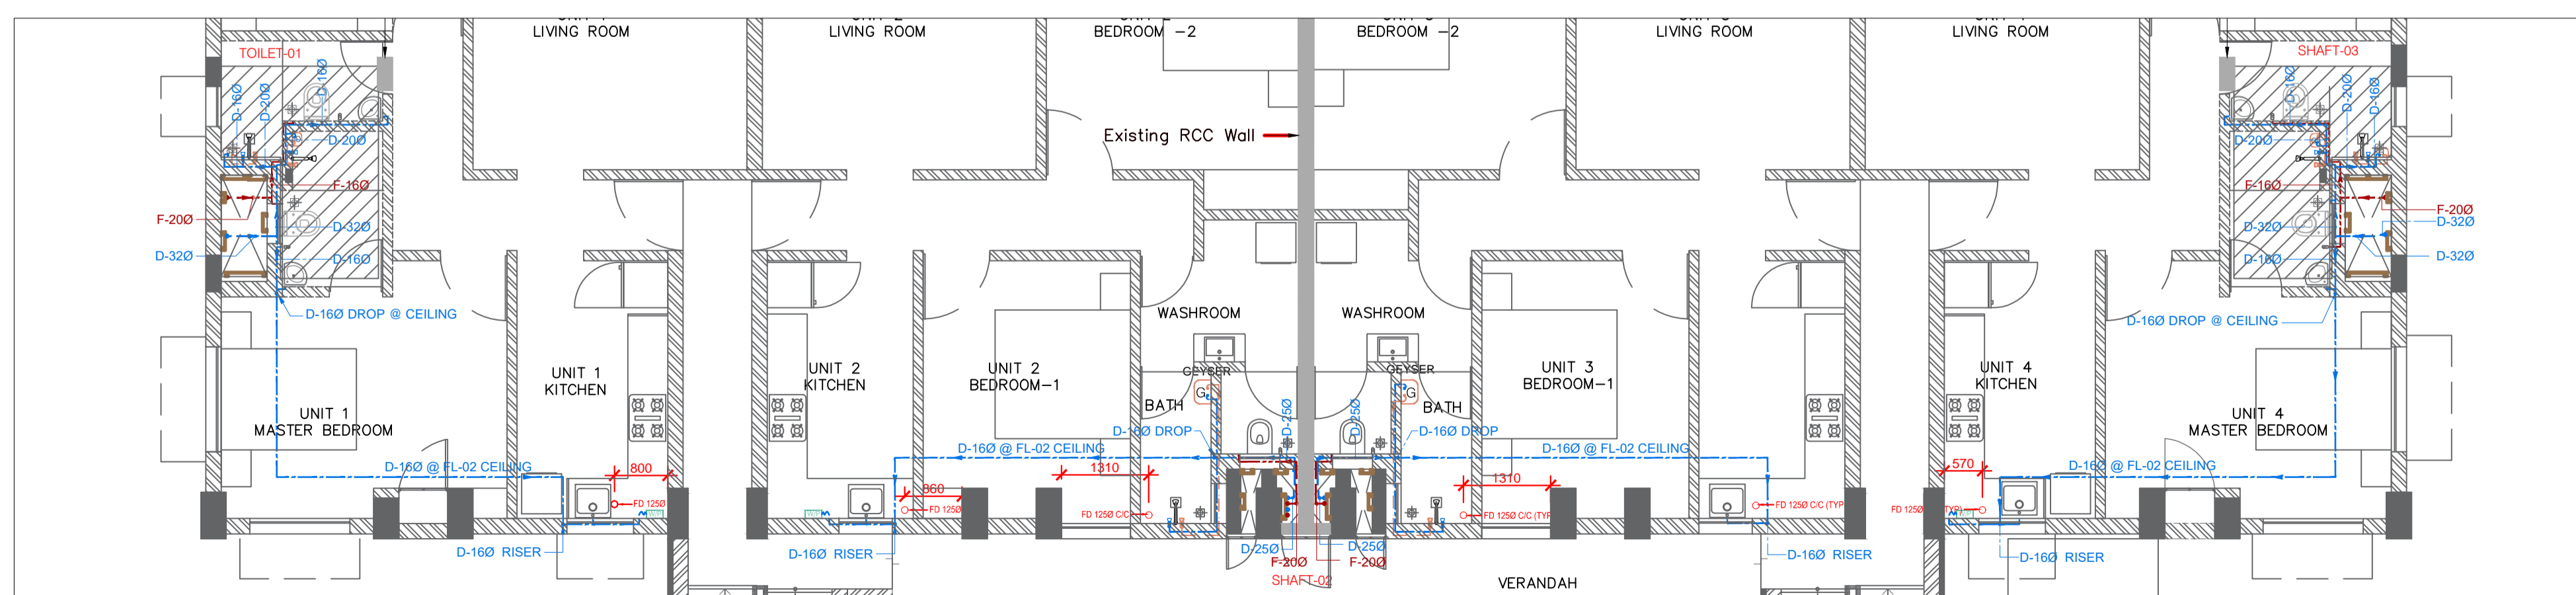 LIVING ROOM
LIVING ROOM
BEDROOM -2
BEDROOM -2
LIVING ROOM
LIVING ROOM
TOILET-01
SHAFT-03
D-16Ø
D-16Ø
D-20Ø
D-16Ø
D-20Ø
D-16Ø
Existing RCC Wall
D-20Ø
D-20Ø
F-16Ø
F-16Ø
F-20Ø
F-20Ø
D-32Ø
D-32Ø
D-32Ø
D-32Ø
D-32Ø
D-16Ø
D-16Ø
D-16Ø DROP @ CEILING
D-16Ø DROP @ CEILING
WASHROOM
WASHROOM
UNIT 1
KITCHEN
UNIT 2
KITCHEN
UNIT 2
BEDROOM-1
UNIT 3
BEDROOM-1
UNIT 4
KITCHEN
GEYSER
GEYSER
G
G
BATH
BATH
D-25Ø
D-25Ø
UNIT 1
MASTER BEDROOM
UNIT 4
MASTER BEDROOM
D-16Ø DROP
D-16Ø DROP
D-16Ø @ FL-02 CEILING
D-16Ø @ FL-02 CEILING
D-16Ø @ FL-02 CEILING
D-16Ø @ FL-02 CEILING
800
1310
1310
570
860
FD 125Ø
FD 125Ø
FD 125Ø C/C
FD 125Ø C/C (TYP
FD 125Ø C/C (TYP
FD 125Ø
TYP)
D-16Ø RISER
D-16Ø RISER
D-25Ø
D-25Ø
D-16Ø RISER
D-16Ø RISER
F-20Ø
F-20Ø
SHAFT-02
VERANDAH